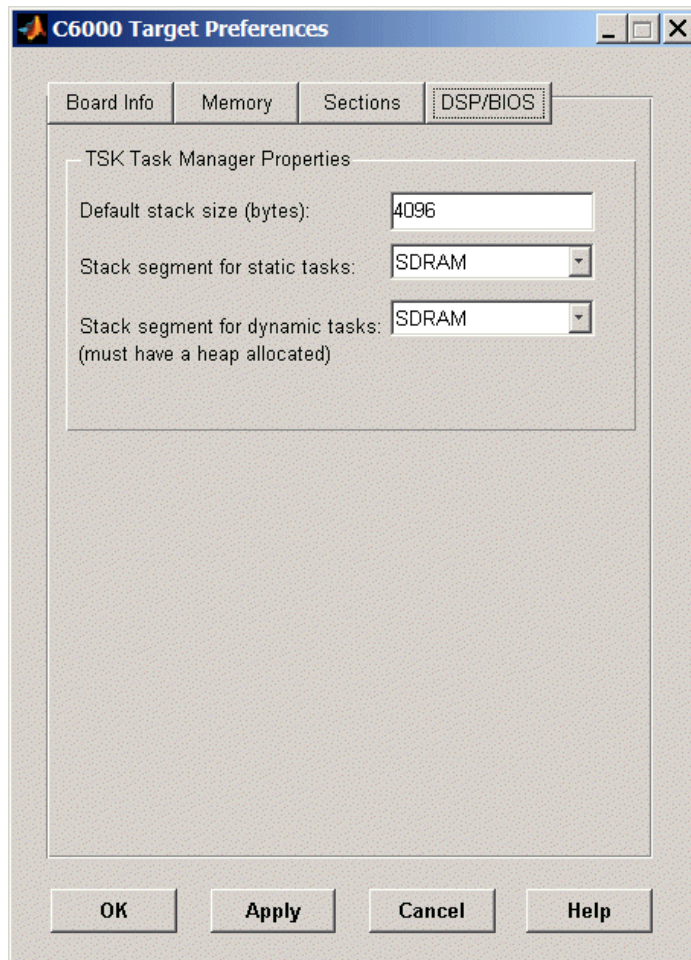 C6000 Target Preferences
Board Info Memory Sections DSP/BIOS
TSK Task Manager Properties
Default stack size (bytes): 4096
Stack segment for static tasks: SDRAM
Stack segment for dynamic tasks: SDRAM
(must have a heap allocated)
OK Apply Cancel Help